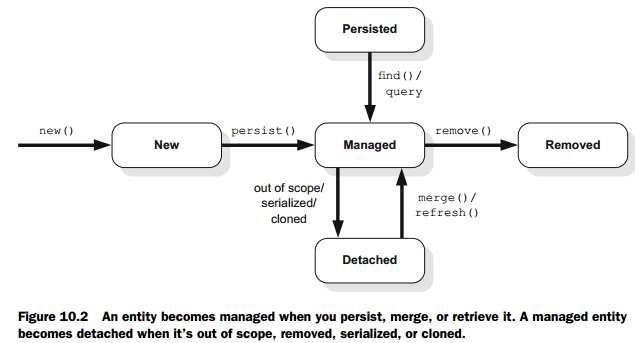 Persisted
find()/
query
new()
New
persist()
Managed
remove()
Removed
out of scope/
serialized/
cloned
merge()/
refresh()
Detached
Figure 10.2 An entity becomes managed when you persist, merge, or retrieve it. A managed entity
becomes detached when it's out of scope, removed, serialized, or cloned.